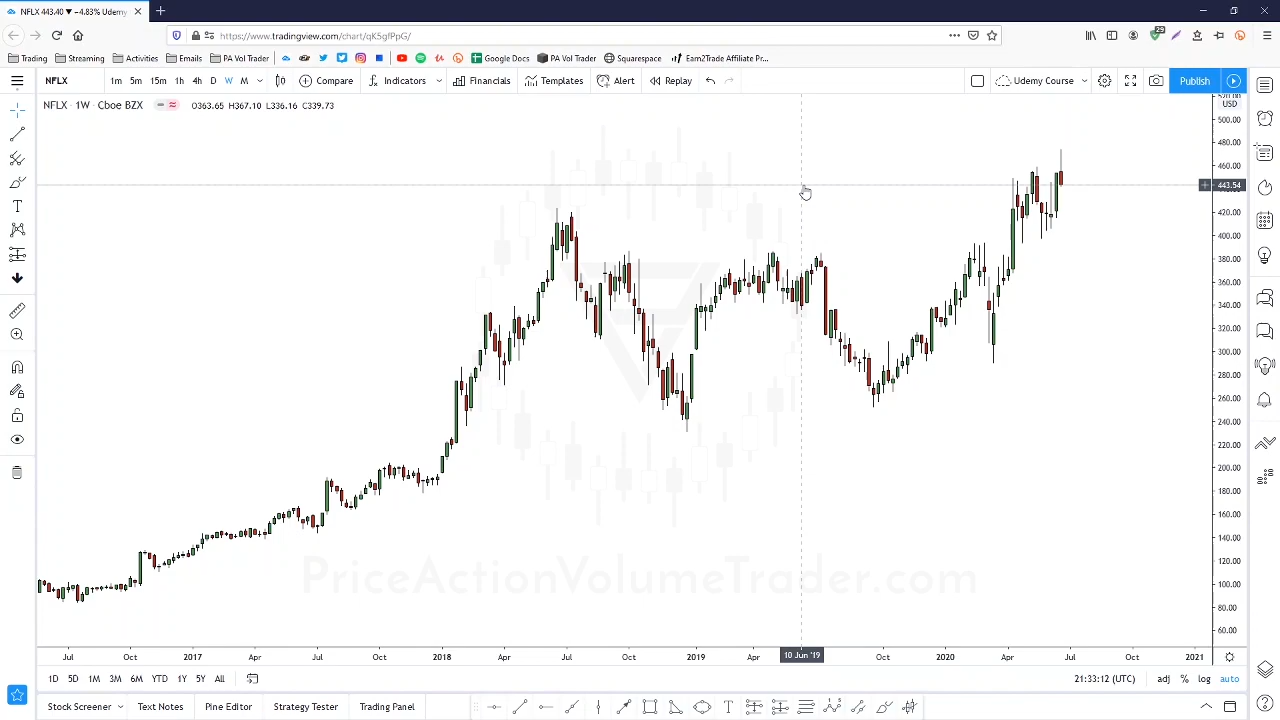 NFLX 443.40 ▼ −4.83% Udemy
https://www.tradingview.com/chart/qK5gfPpG/
29
Trading Streaming Activities Emails PA Vol Trader Google Docs PA Vol Trader Squarespace Earn2Trade Affiliate Pr...
NFLX 1m 5m 15m 1h 4h D W M Compare Indicators Financials Templates Alert Replay Udemy Course Publish
NFLX · 1W · Cboe BZX O363.65 H367.10 L336.16 C339.73
520.00
USD
500.00
480.00
460.00
443.54
420.00
400.00
380.00
360.00
340.00
320.00
300.00
280.00
260.00
240.00
220.00
200.00
180.00
160.00
140.00
120.00
100.00
80.00
60.00
PriceActionVolumeTrader.com
Jul Oct 2017 Apr Jul Oct 2018 Apr Jul Oct 2019 Apr 10 Jun '19 Oct 2020 Apr Jul Oct 2021
1D 5D 1M 3M 6M YTD 1Y 5Y All 21:33:12 (UTC) adj % log auto
Stock Screener Text Notes Pine Editor Strategy Tester Trading Panel